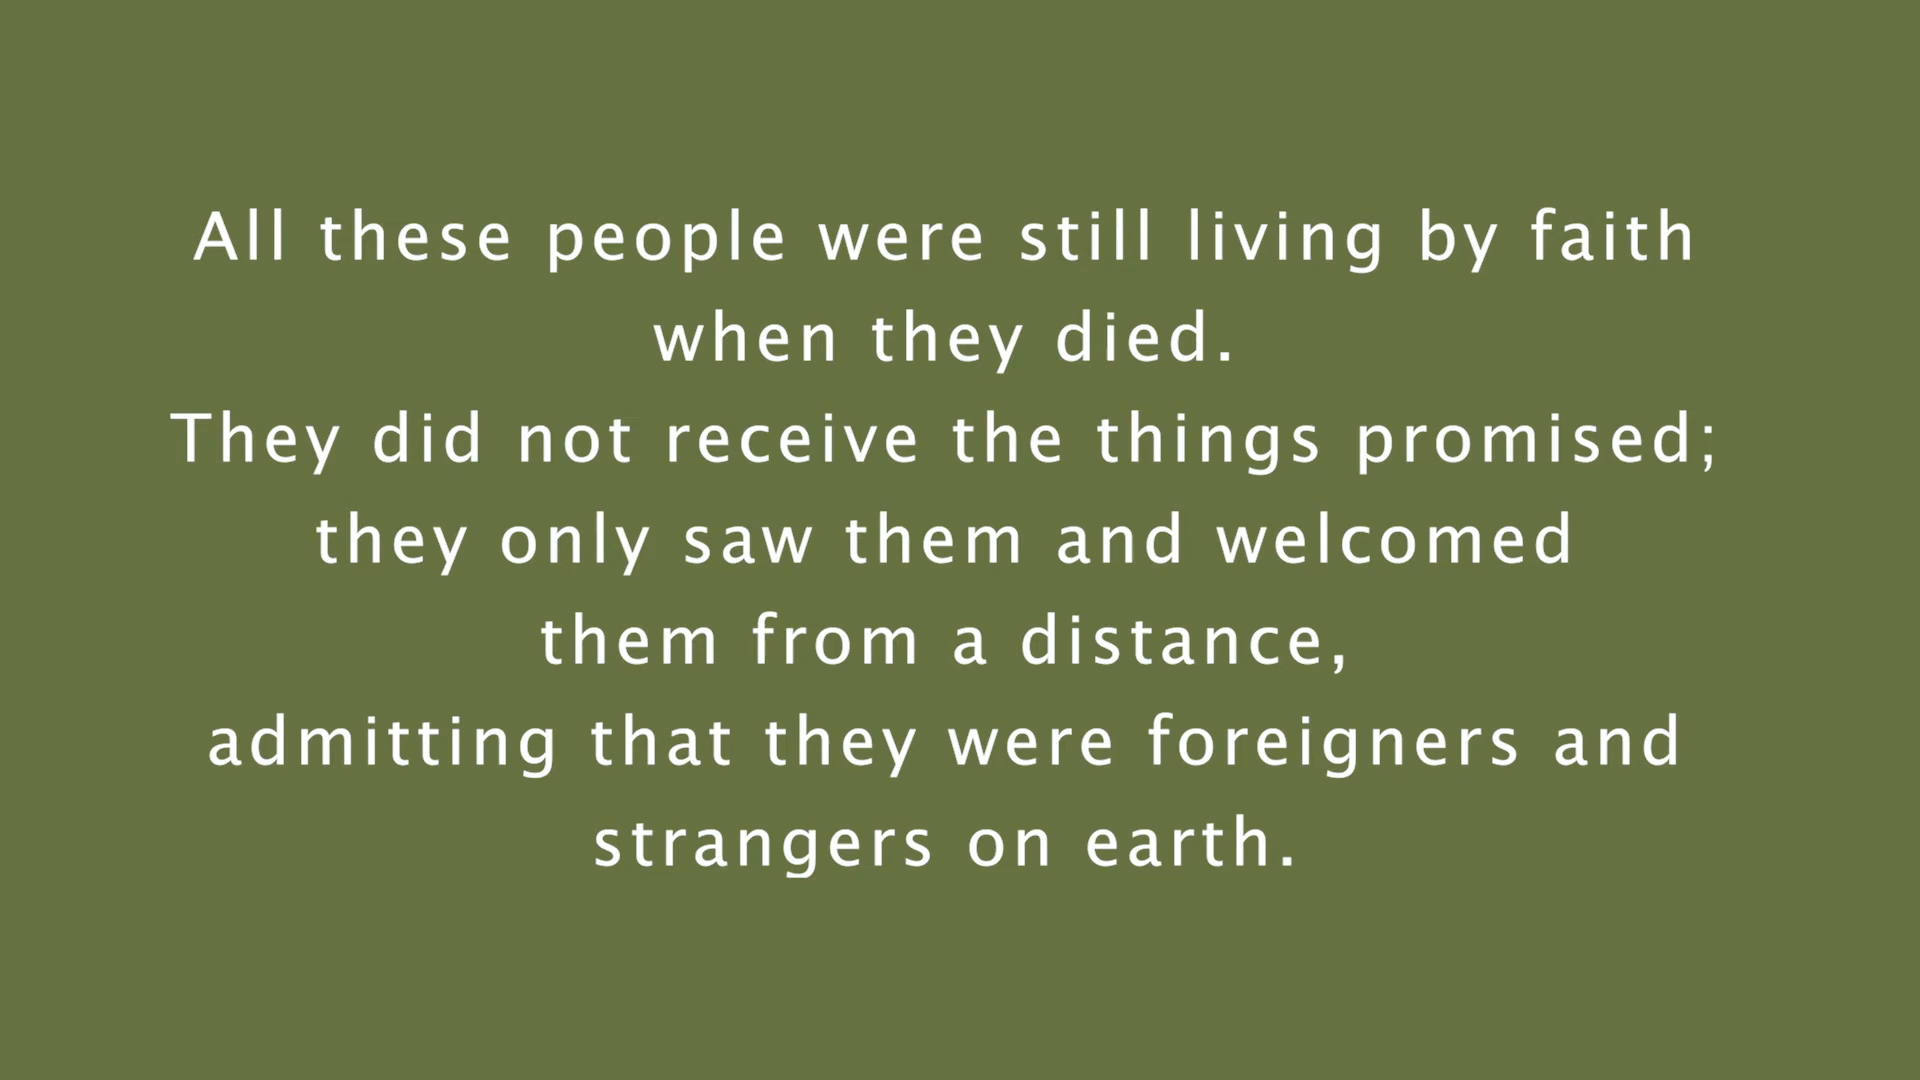 All these people were still living by faith
when they died.
They did not receive the things promised;
they only saw them and welcomed
them from a distance,
admitting that they were foreigners and
strangers on earth.